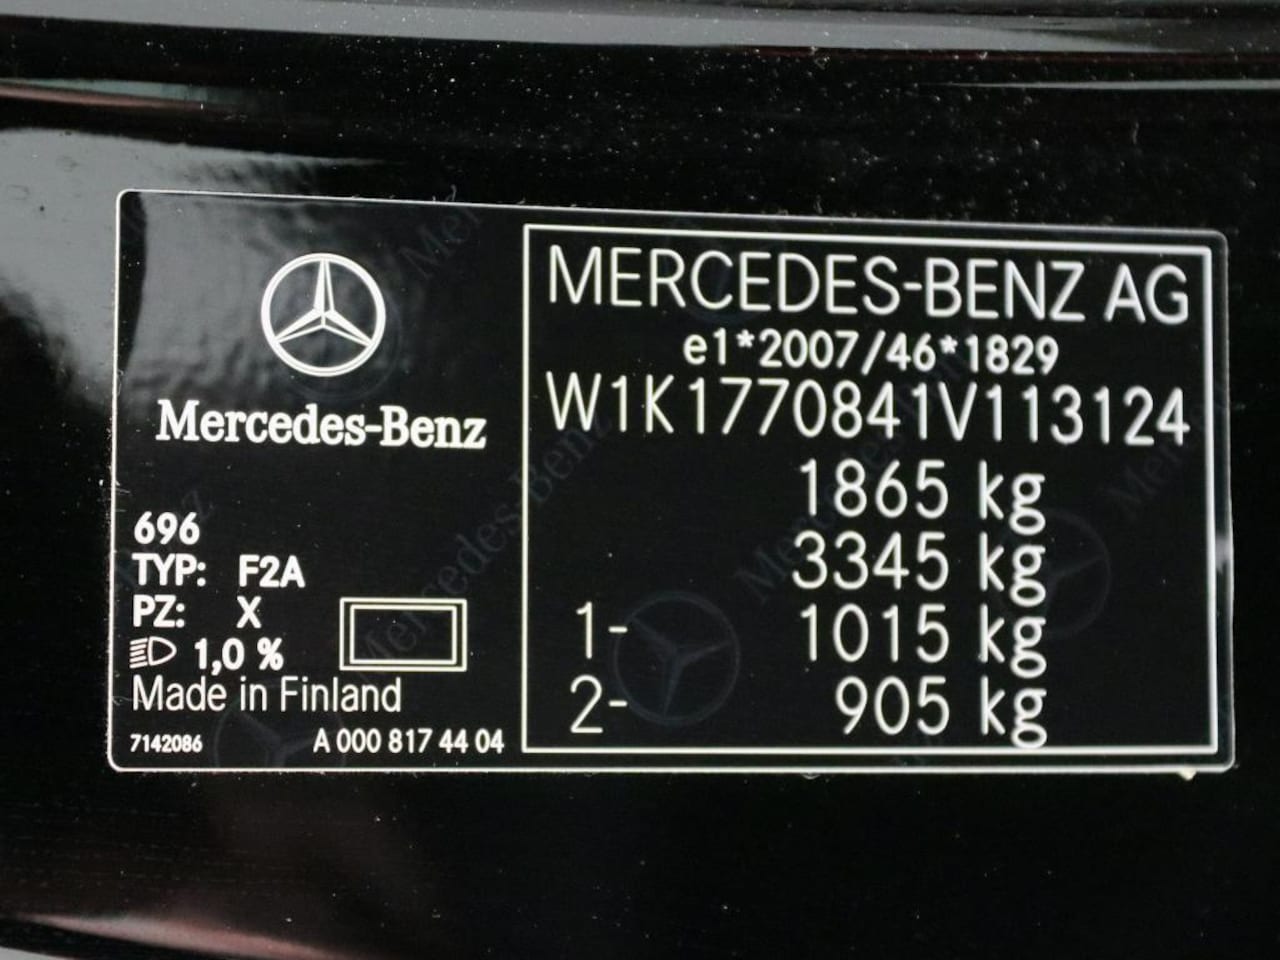 Mercedes-Benz
696
TYP: F2A
PZ: X
1,0 %
Made in Finland
7142086 A 000 817 44 04
MERCEDES-BENZ AG
e1*2007/46*1829
W1K1770841V113124
1865 kg
3345 kg
1- 1015 kg
2- 905 kg